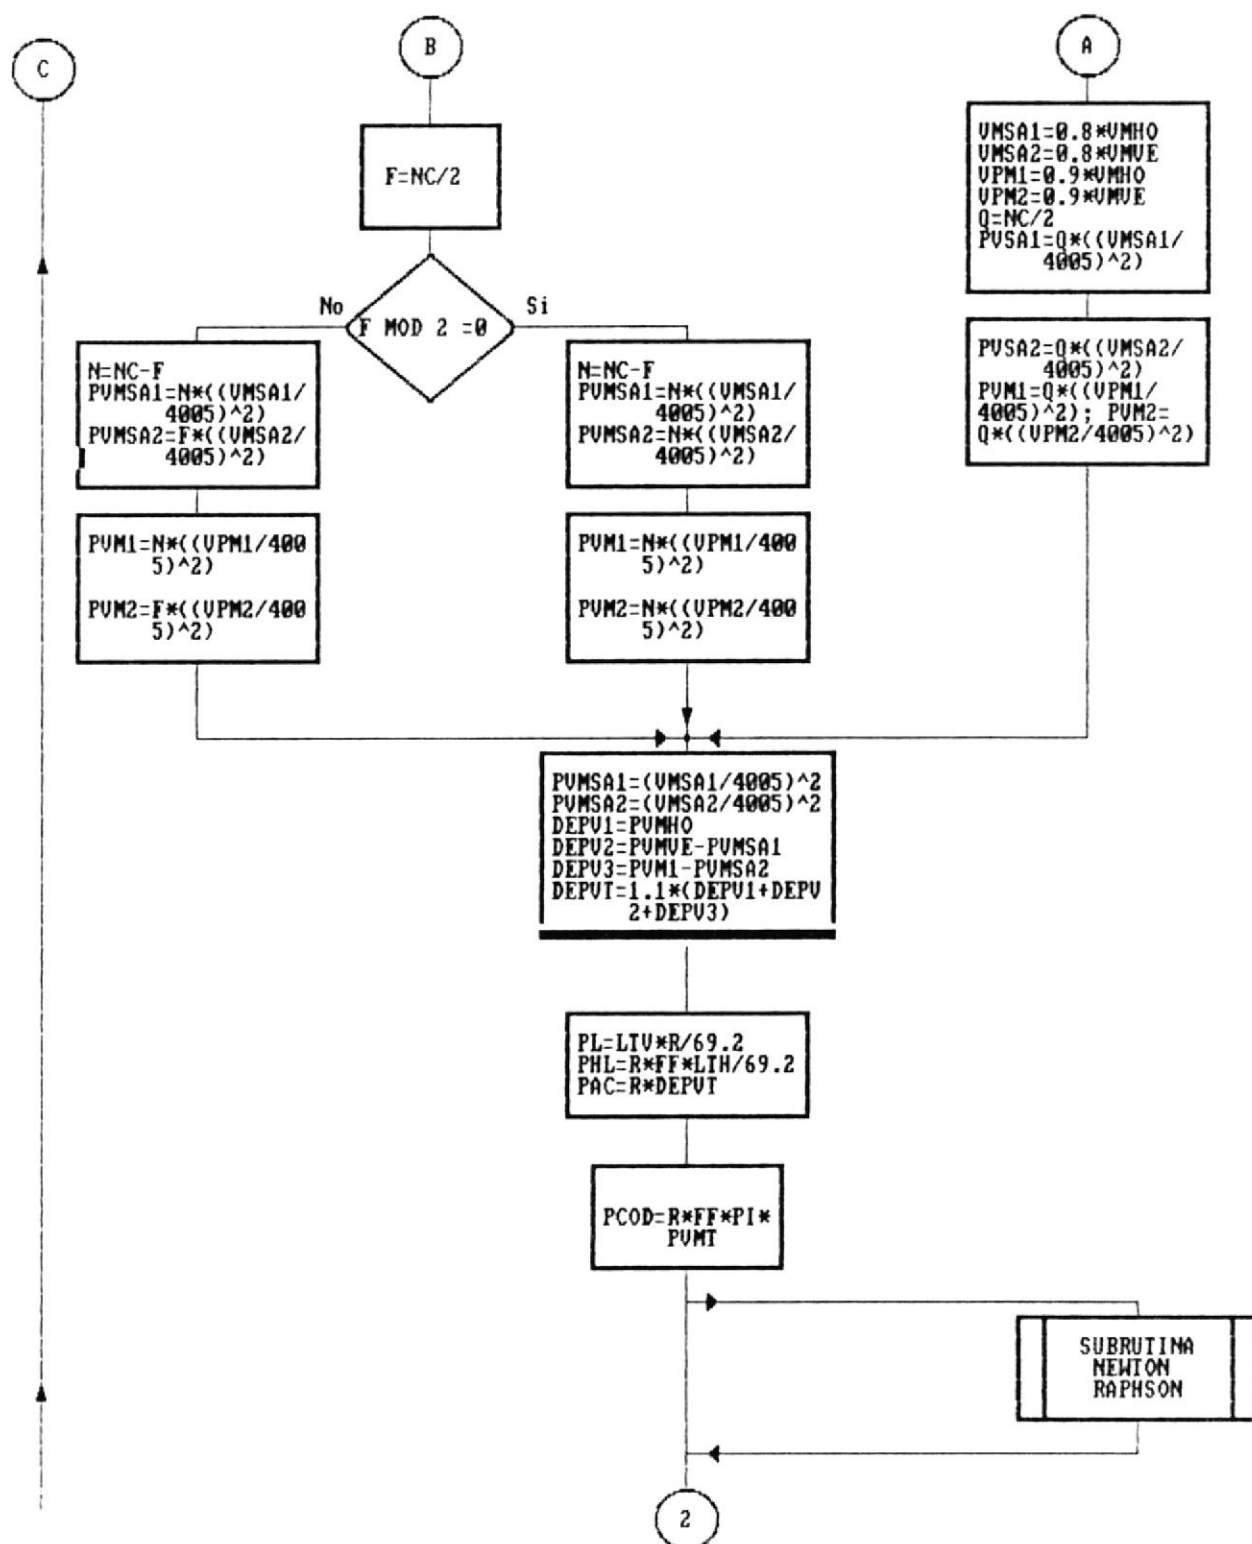 C
B
A
F=NC/2
VMSA1=0.8*VMHO
VMSA2=0.8*VMVE
VPM1=0.9*VMHO
VPM2=0.9*VMVE
Q=NC/2
PVSA1=Q*((VMSA1/
4005)^2)
No
F MOD 2 =0
Si
N=NC-F
PVMSA1=N*((VMSA1/
4005)^2)
PVMSA2=F*((VMSA2/
4005)^2)
N=NC-F
PVMSA1=N*((VMSA1/
4005)^2)
PVMSA2=N*((VMSA2/
4005)^2)
PVSA2=Q*((VMSA2/
4005)^2)
PVM1=Q*((VPM1/
4005)^2); PVM2=
Q*((VPM2/4005)^2)
PVM1=N*((VPM1/400
5)^2)
PVM2=F*((VPM2/400
5)^2)
PVM1=N*((VPM1/400
5)^2)
PVM2=N*((VPM2/400
5)^2)
PVMSA1=(VMSA1/4005)^2
PVMSA2=(VMSA2/4005)^2
DEPV1=PVMHO
DEPV2=PVMVE-PVMSA1
DEPV3=PVM1-PVMSA2
DEPVT=1.1*(DEPV1+DEPV
2+DEPV3)
PL=LTV*R/69.2
PHL=R*FF*LTH/69.2
PAC=R*DEPVT
PCOD=R*FF*PI*
PVMT
SUBRUTINA
NEWTON
RAPHSON
2